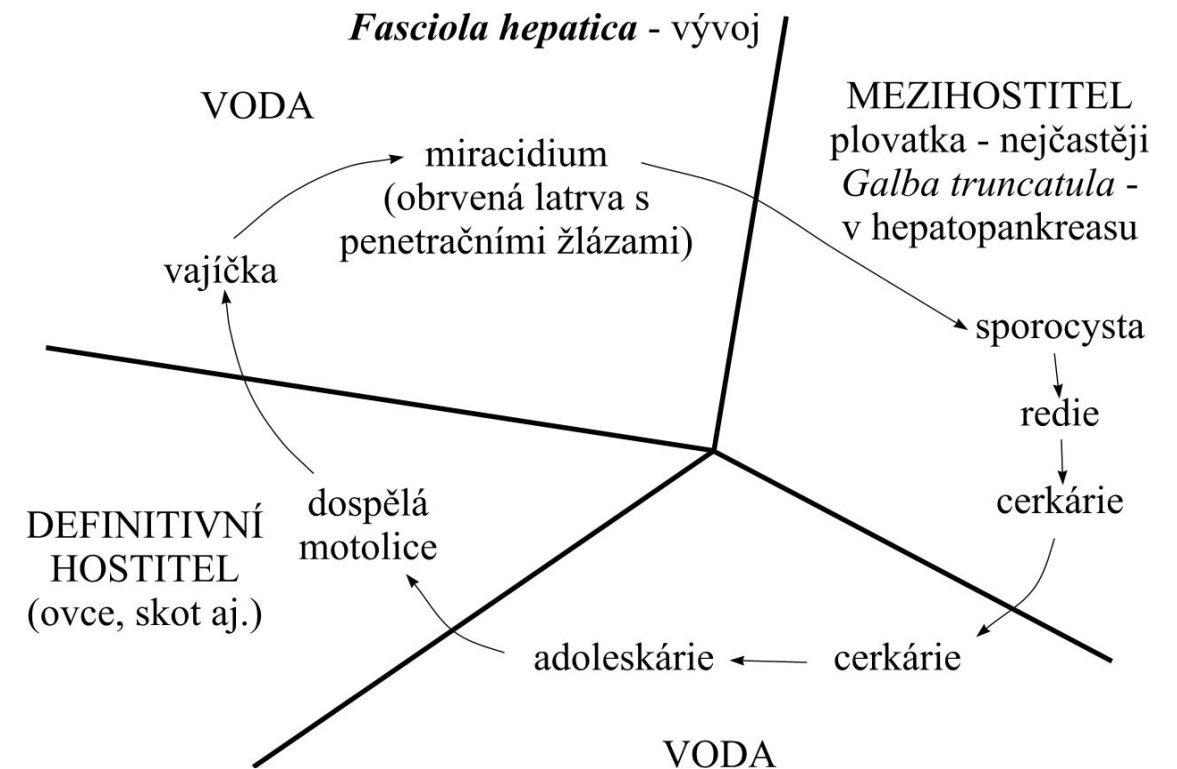 Fasciola hepatica - vývoj
VODA
miracidium
(obrvená latrva s
penetračními žlázami)
vajíčka
MEZIHOSTITEL
plovatka - nejčastěji
Galba truncatula -
v hepatopankreasu
sporocysta
redie
cerkárie
cerkárie
adoleskárie
VODA
dospělá
motolice
DEFINITIVNÍ
HOSTITEL
(ovce, skot aj.)